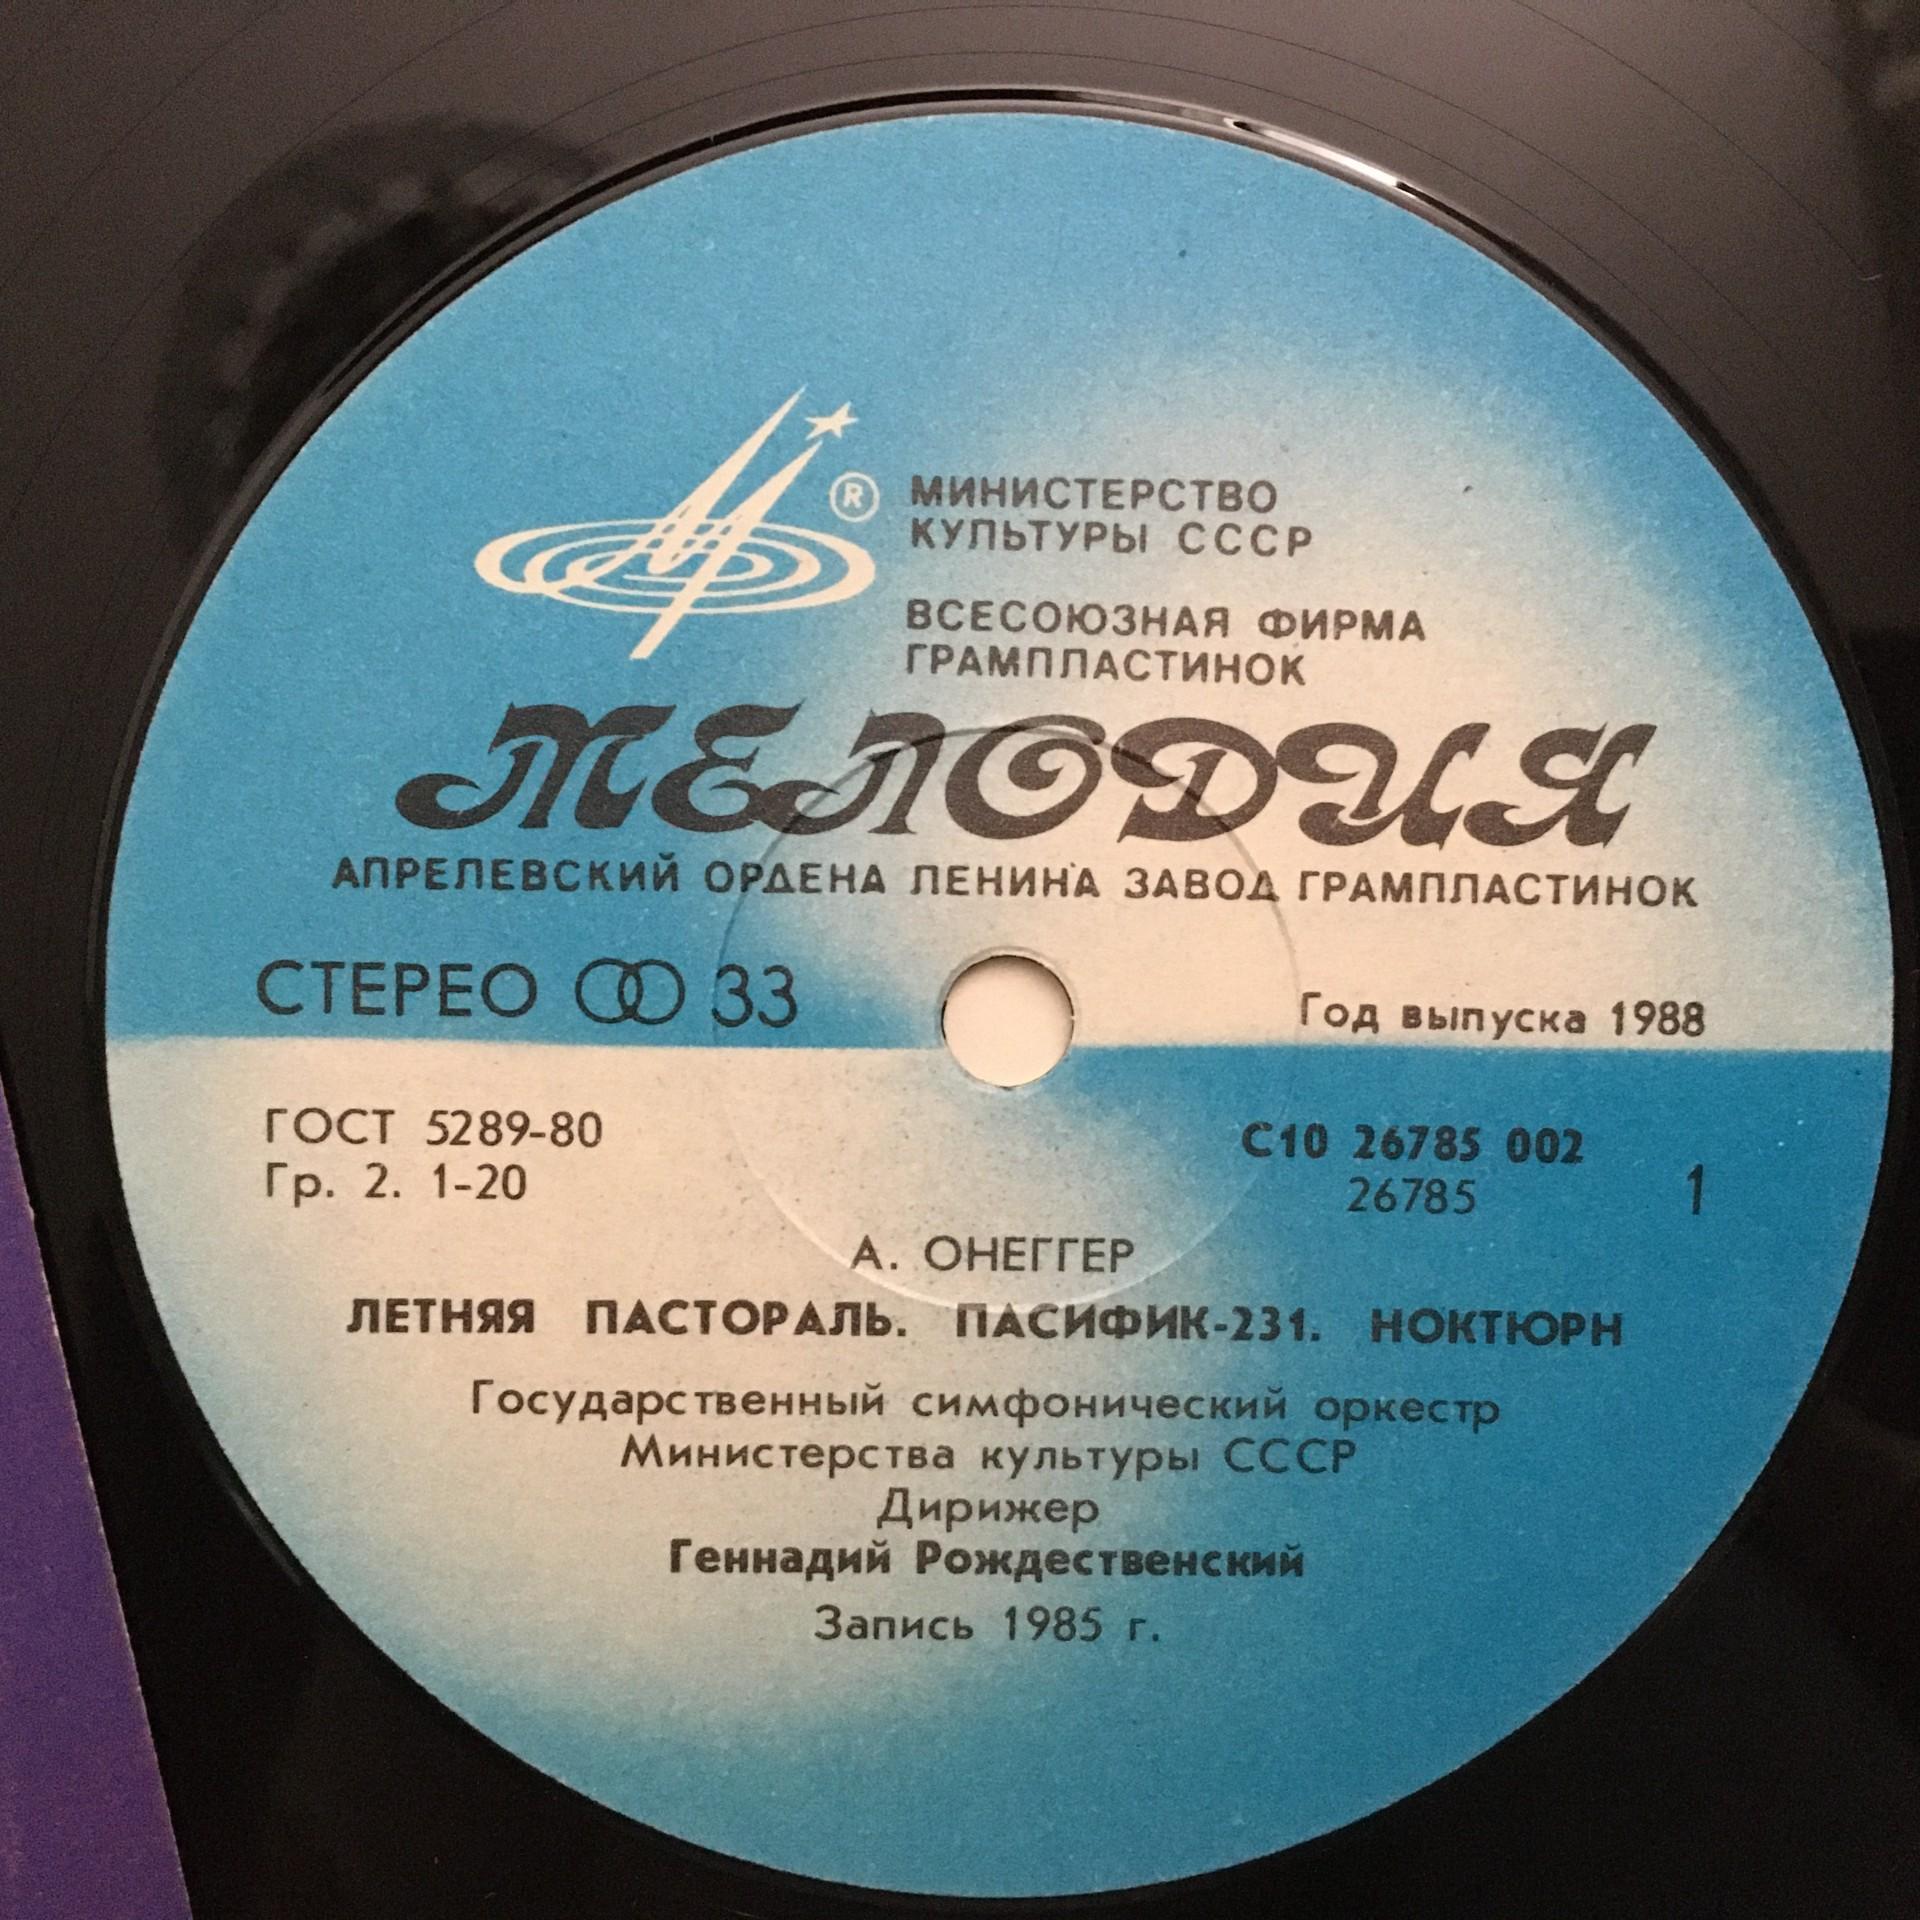 ®
МИНИСТЕРСТВО
КУЛЬТУРЫ СССР
ВСЕСОЮЗНАЯ ФИРМА
ГРАМПЛАСТИНОК
МЕЛОДИЯ
АПРЕЛЕВСКИЙ ОРДЕНА ЛЕНИНА ЗАВОД ГРАМПЛАСТИНОК
СТЕРЕО 33
Год выпуска 1988
ГОСТ 5289-80
Гр. 2. 1-20
С10 26785 002
26785
1
А. ОНЕГГЕР
ЛЕТНЯЯ ПАСТОРАЛЬ. ПАСИФИК-231. НОКТЮРН
Государственный симфонический оркестр
Министерства культуры СССР
Дирижер
Геннадий Рождественский
Запись 1985 г.